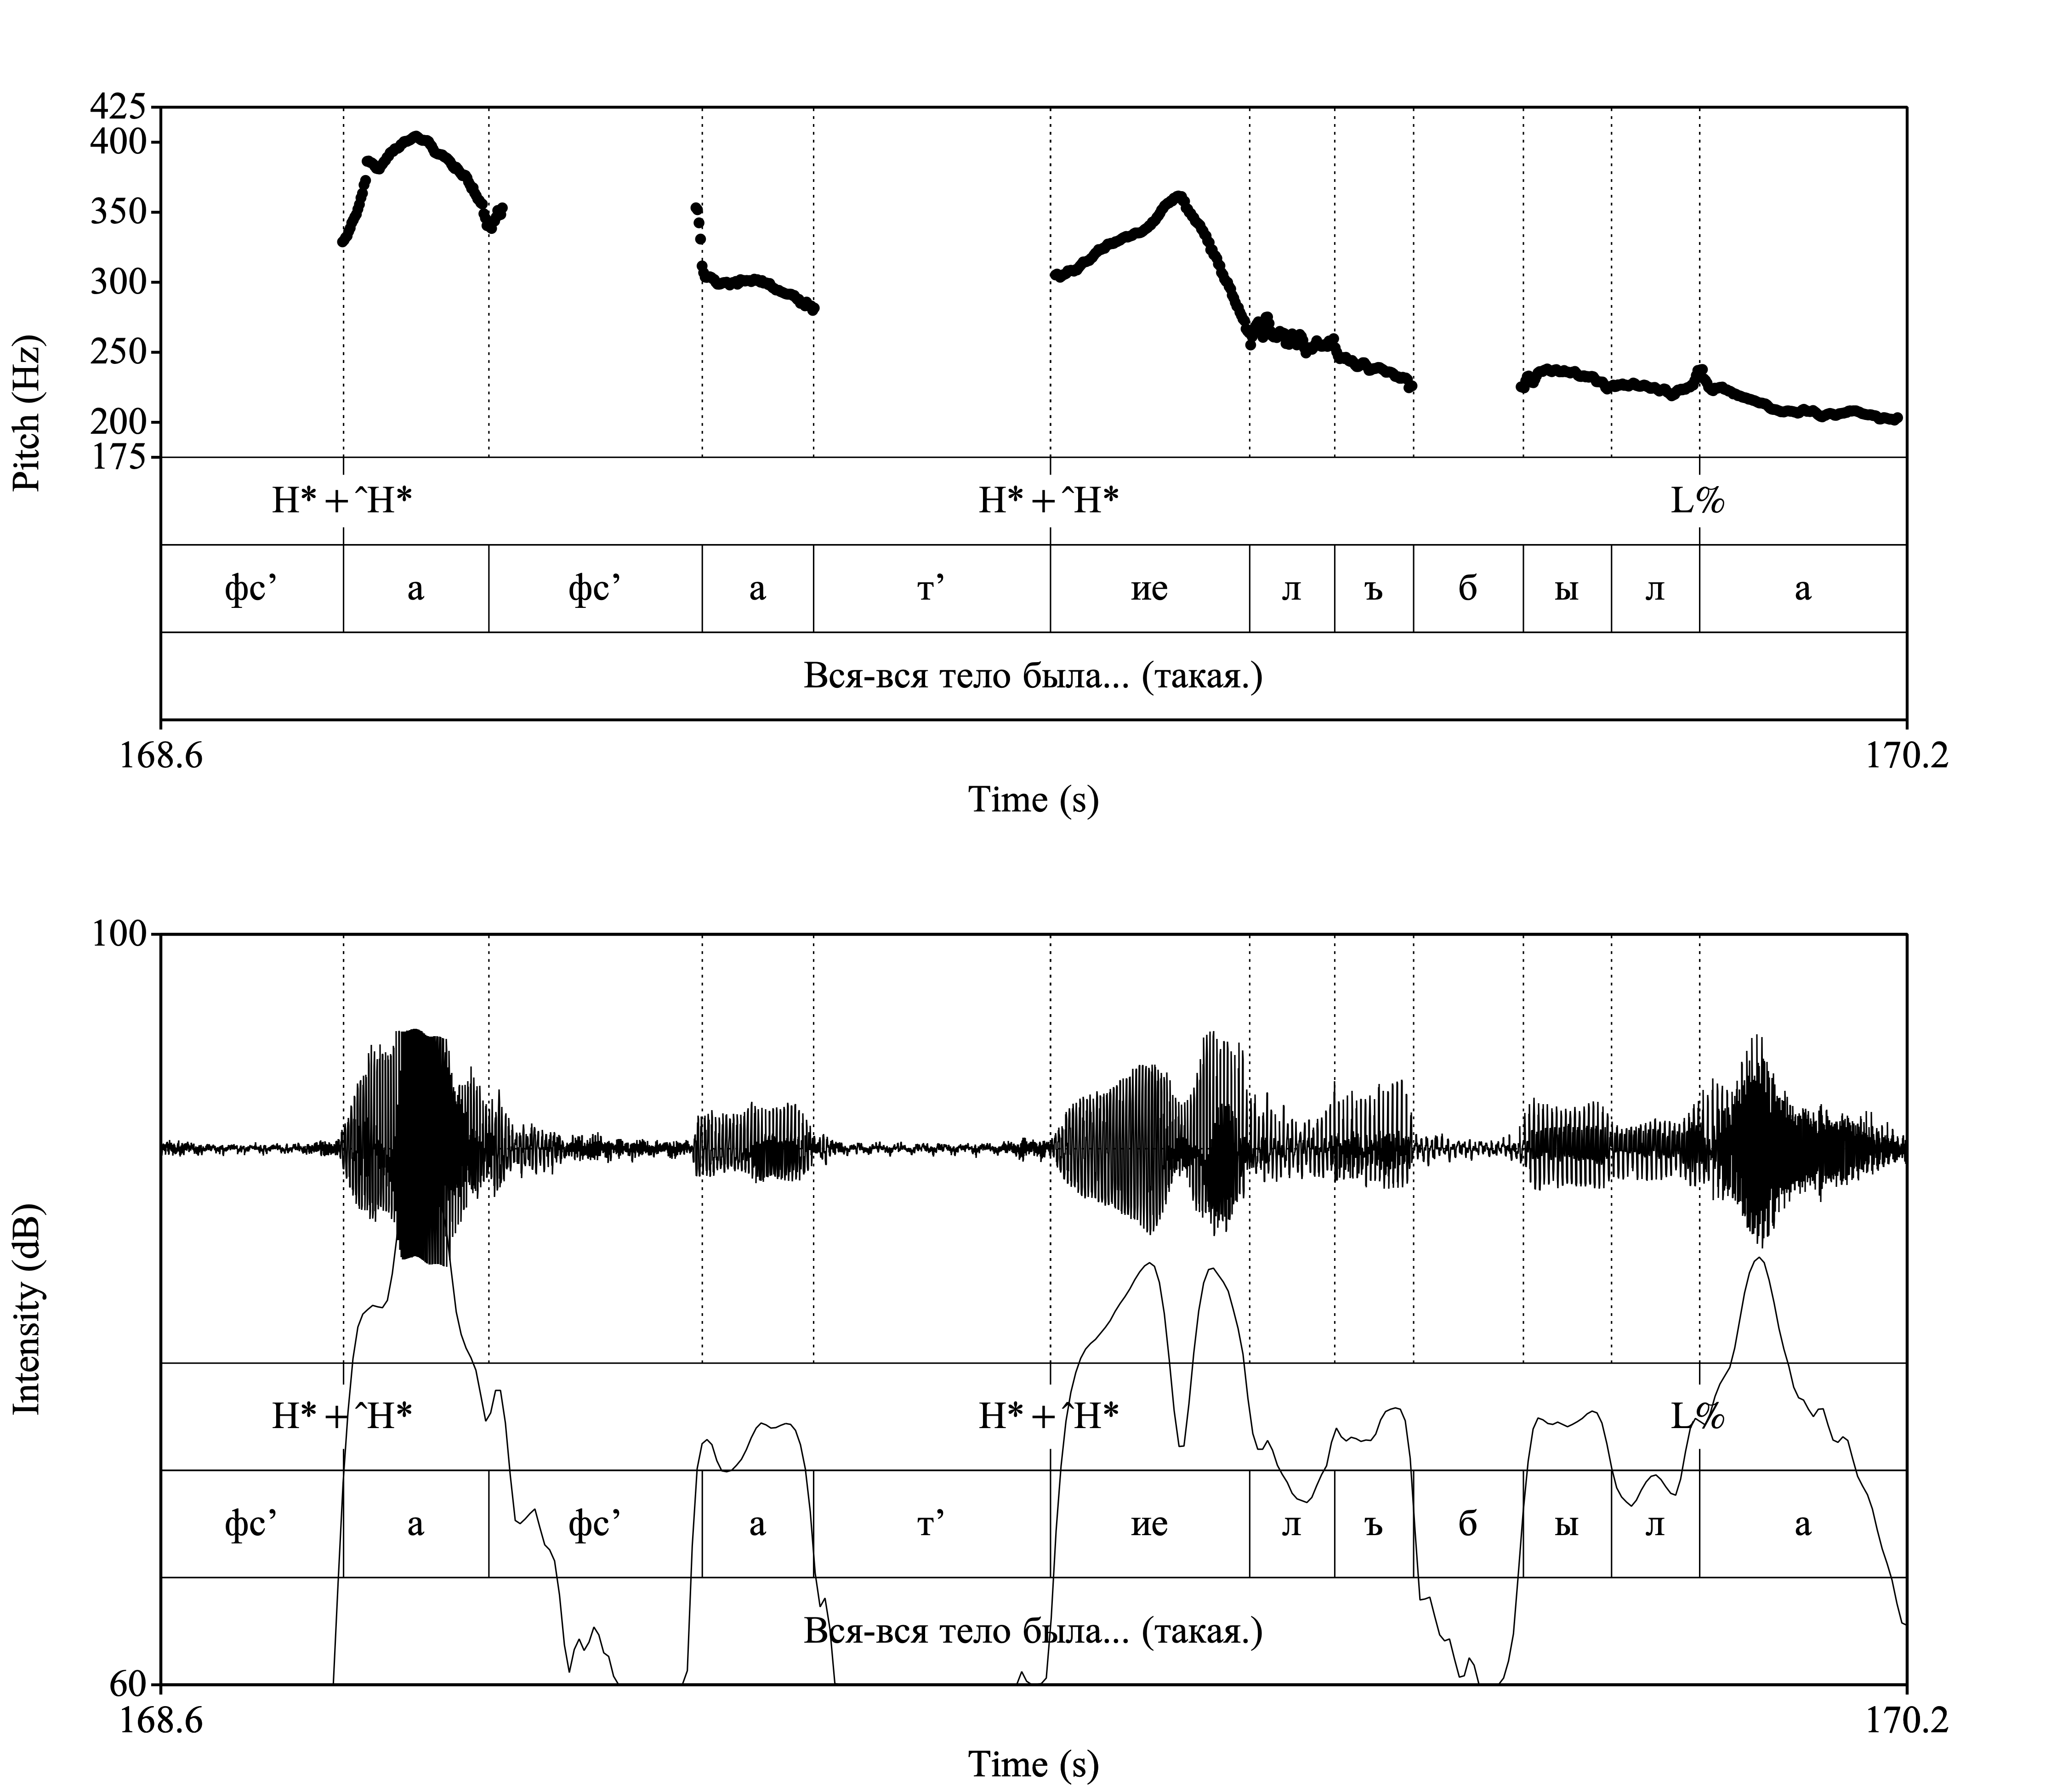 425
400
350
300
250
200
175
Pitch (Hz)
H* + ˆH* H* + ˆH* L%
фс’ а фс’ а т’ ие л ъ б ы л а
Вся-вся тело была... (такая.)
168.6 170.2
Time (s)
100
Intensity (dB)
H* + ˆH* H* + ˆH* L%
фс’ а фс’ а т’ ие л ъ б ы л а
Вся-вся тело была... (такая.)
60
168.6 170.2
Time (s)